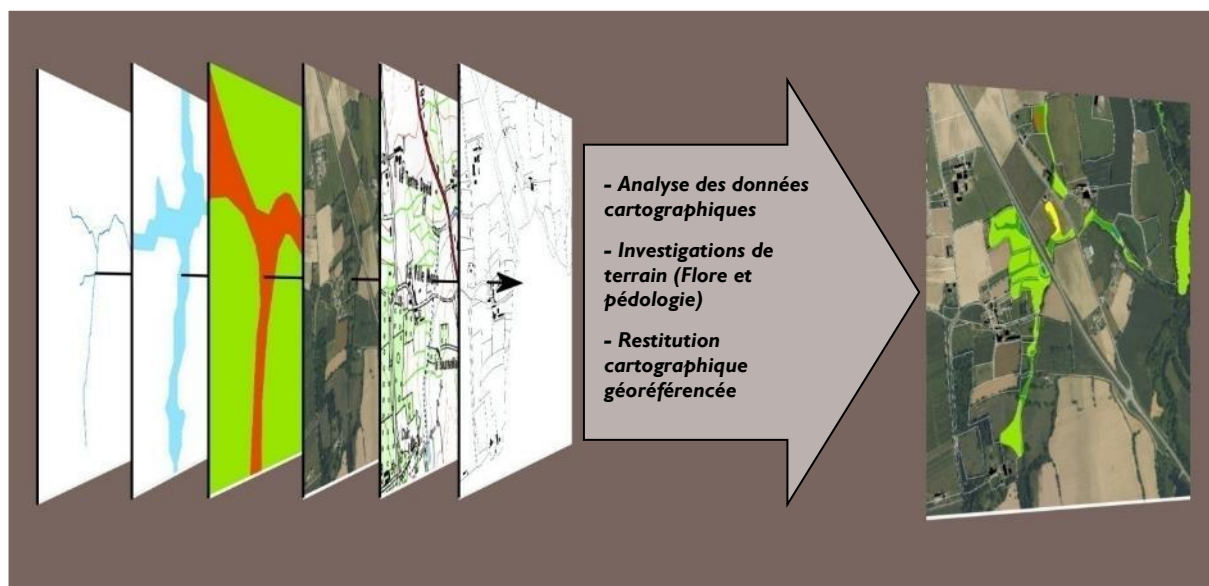 - Analyse des données
cartographiques
- Investigations de
terrain (Flore et
pédologie)
- Restitution
cartographique
géoréférencée